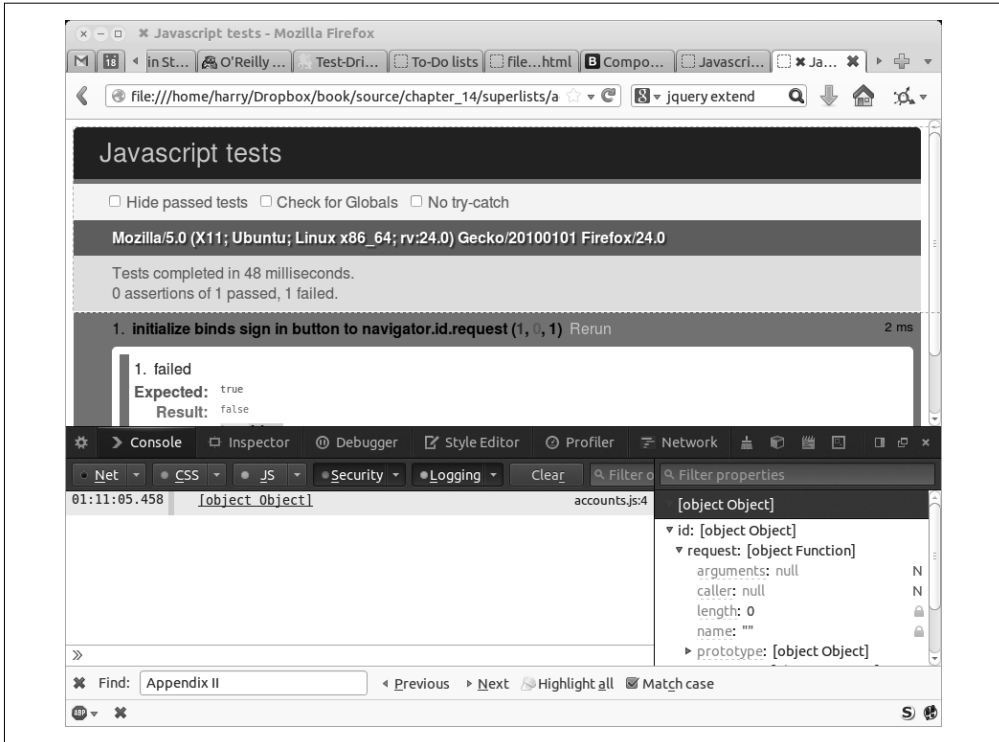 Javascript tests - Mozilla Firefox
18 in St... O'Reilly ... Test-Dri... To-Do lists file...html B Compo... Javascri... Ja...
file:///home/harry/Dropbox/book/source/chapter_14/superlists/a jquery extend
Javascript tests
Hide passed tests Check for Globals No try-catch
Mozilla/5.0 (X11; Ubuntu; Linux x86_64; rv:24.0) Gecko/20100101 Firefox/24.0
Tests completed in 48 milliseconds.
0 assertions of 1 passed, 1 failed.
1. initialize binds sign in button to navigator.id.request (1, 0, 1) Rerun 2 ms
1. failed
Expected: true
Result: false
Console Inspector Debugger Style Editor Profiler Network
Net CSS JS Security Logging Clear Filter o Filter properties
01:11:05.458 [object Object] accounts.js:4
[object Object]
id: [object Object]
request: [object Function]
arguments: null N
caller: null N
length: 0
name: ""
prototype: [object Object]
Find: Appendix II Previous Next Highlight all Match case
ABP S